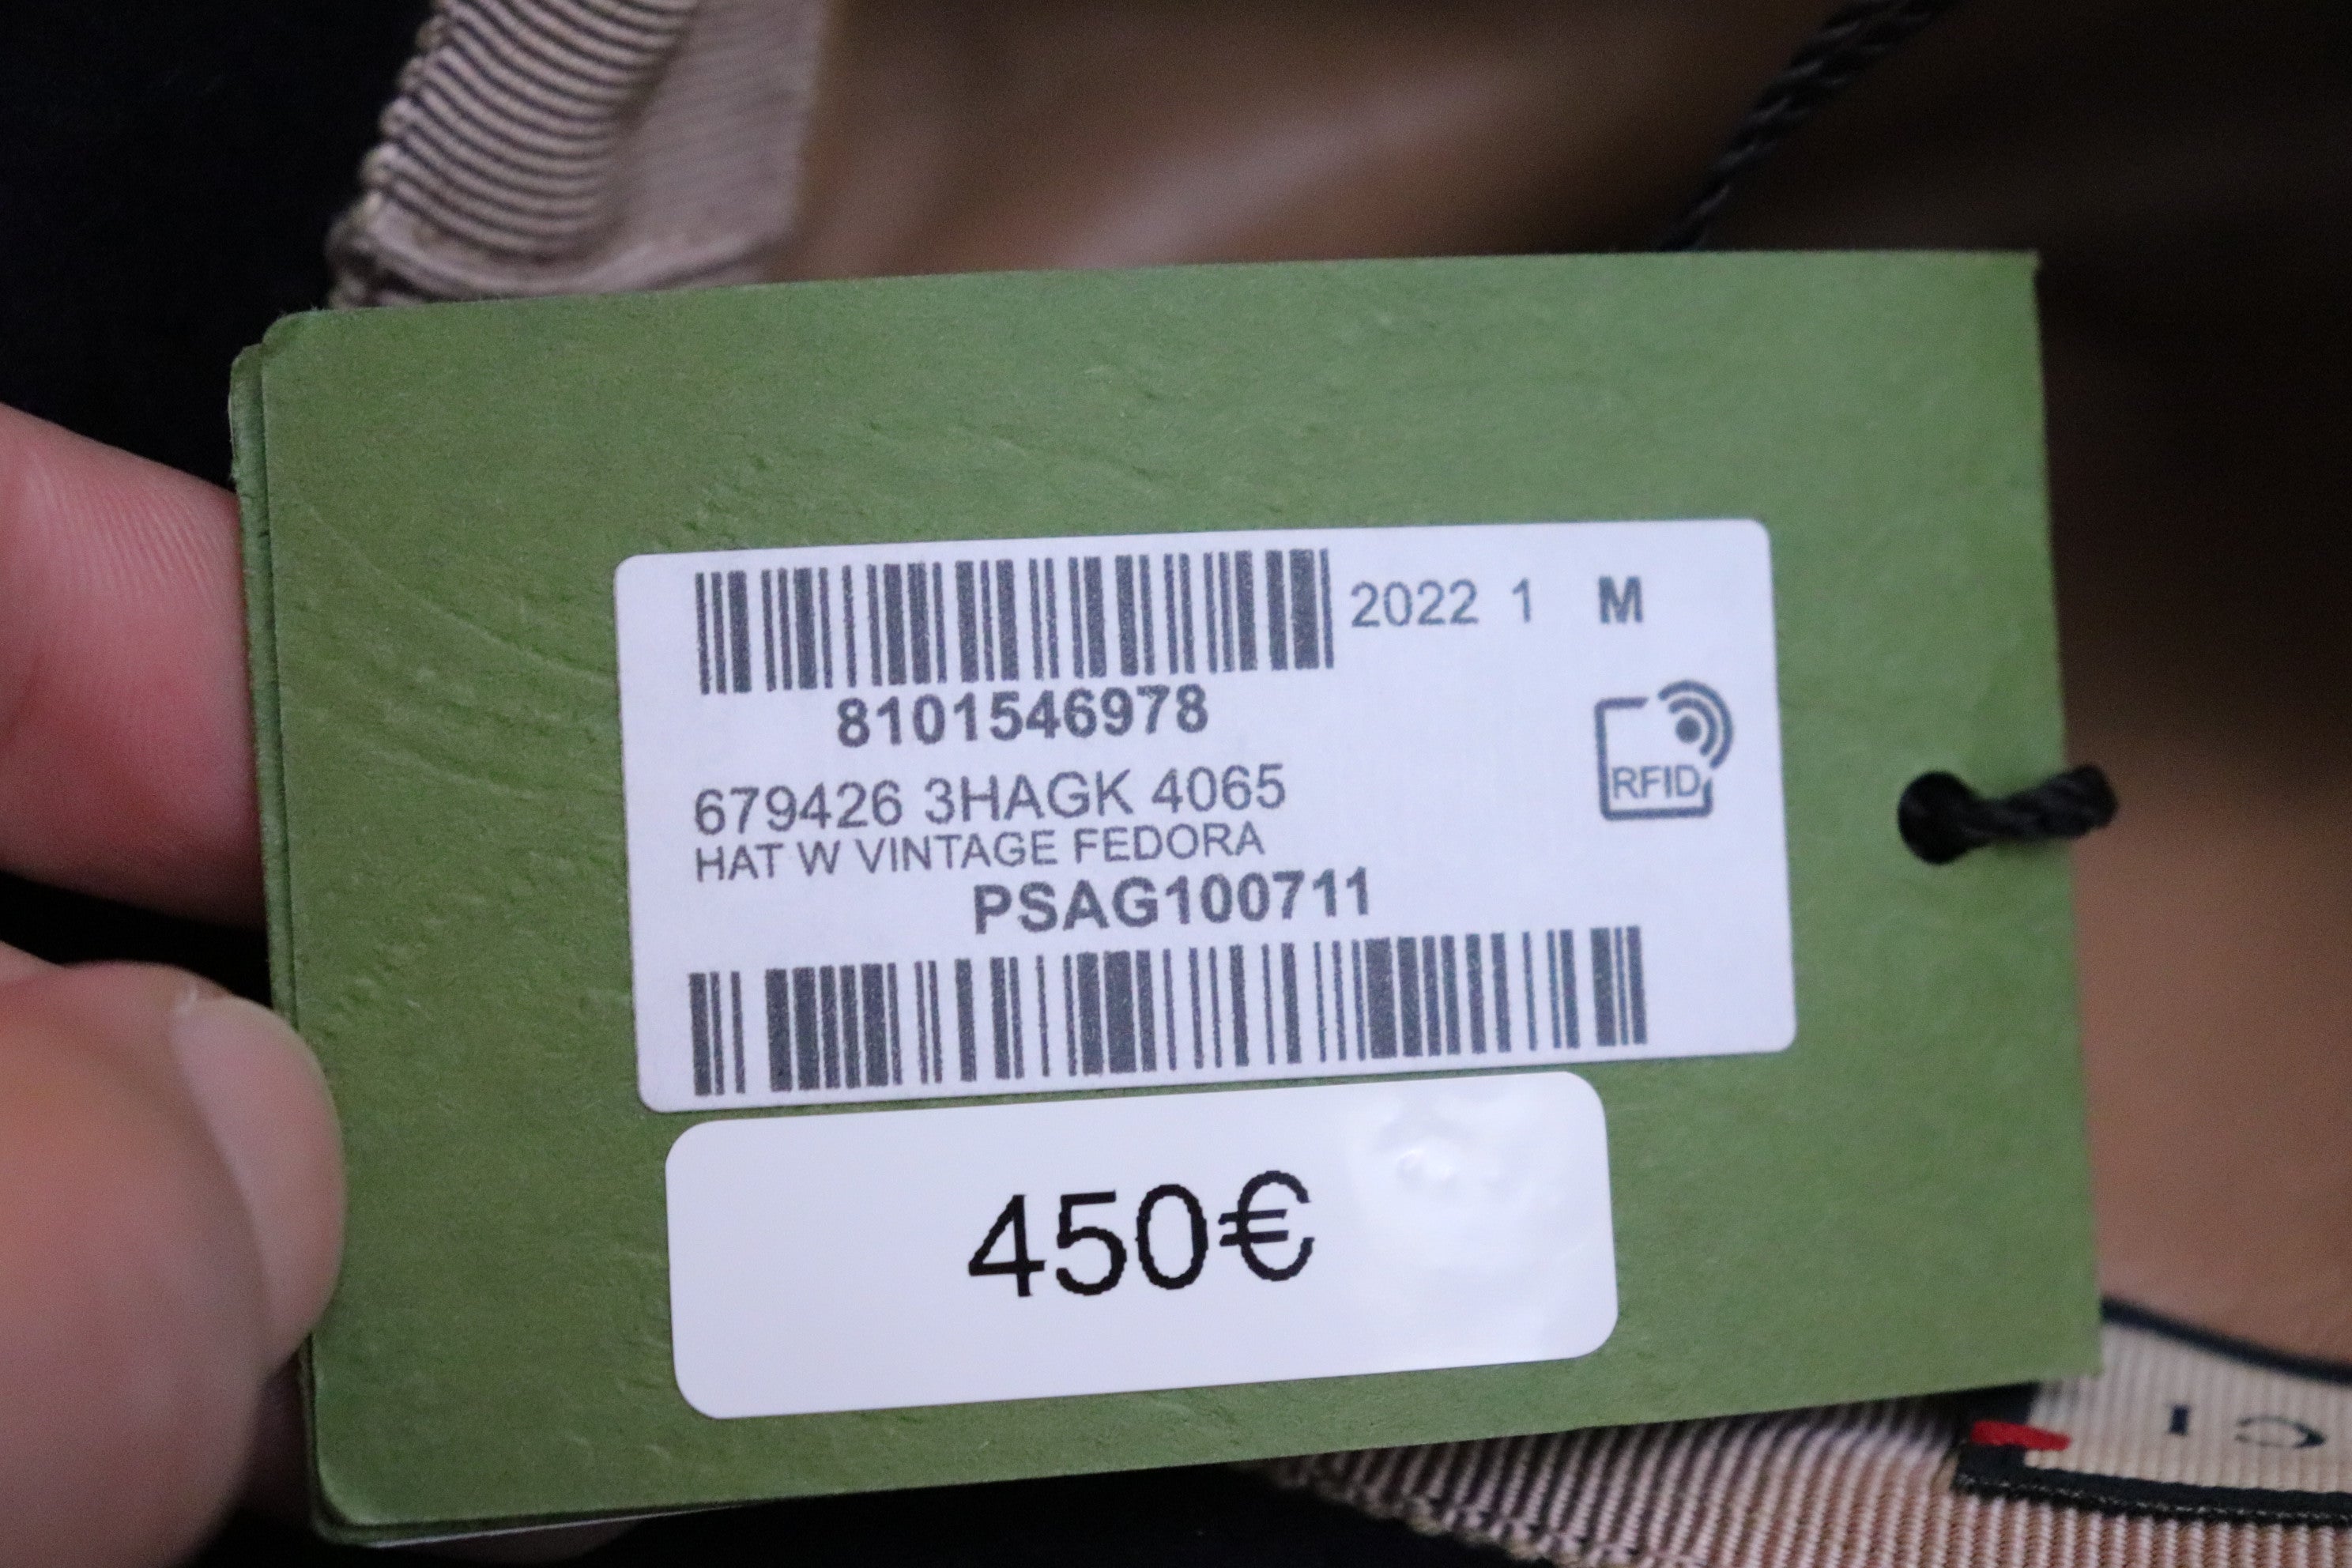 2022 1 M
8101546978
679426 3HAGK 4065
HAT W VINTAGE FEDORA
RFID
PSAG100711
450€